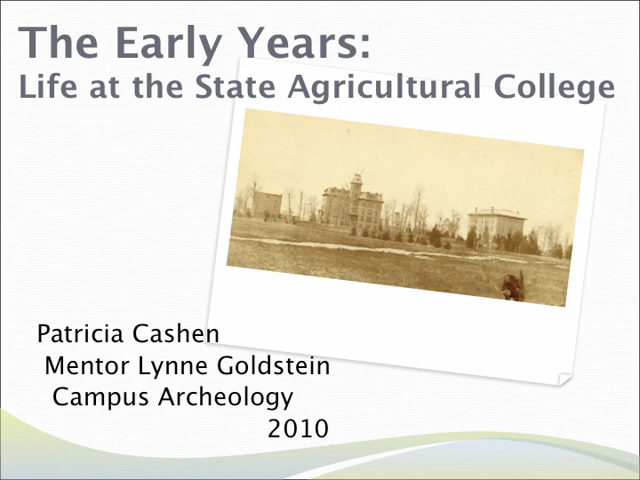 The Early Years:
Life at the State Agricultural College
Patricia Cashen
Mentor Lynne Goldstein
Campus Archeology
2010